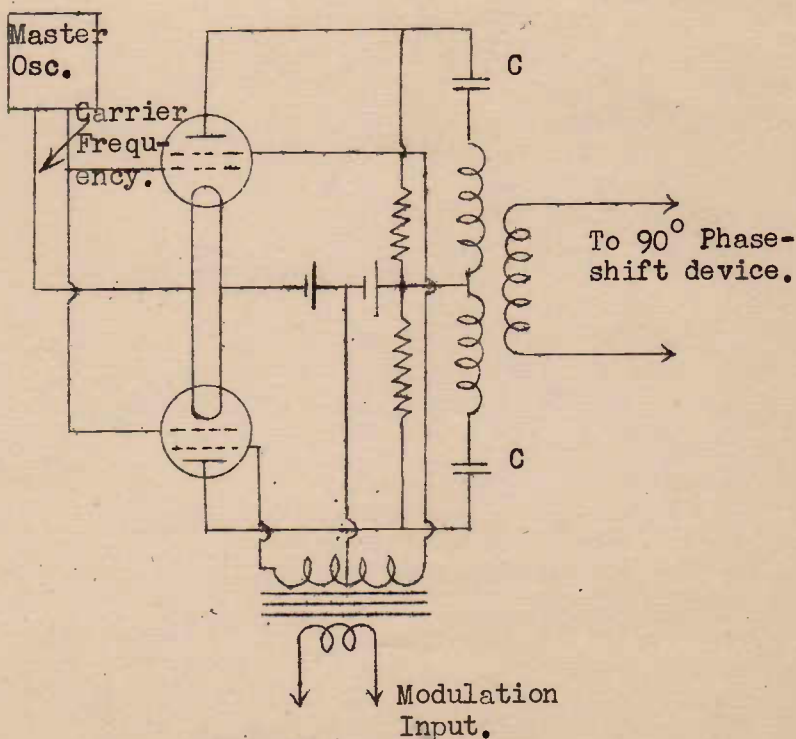 Master
Osc.
Carrier
Frequ-
ency.
C
To 90° Phase-
shift device.
C
Modulation
Input.